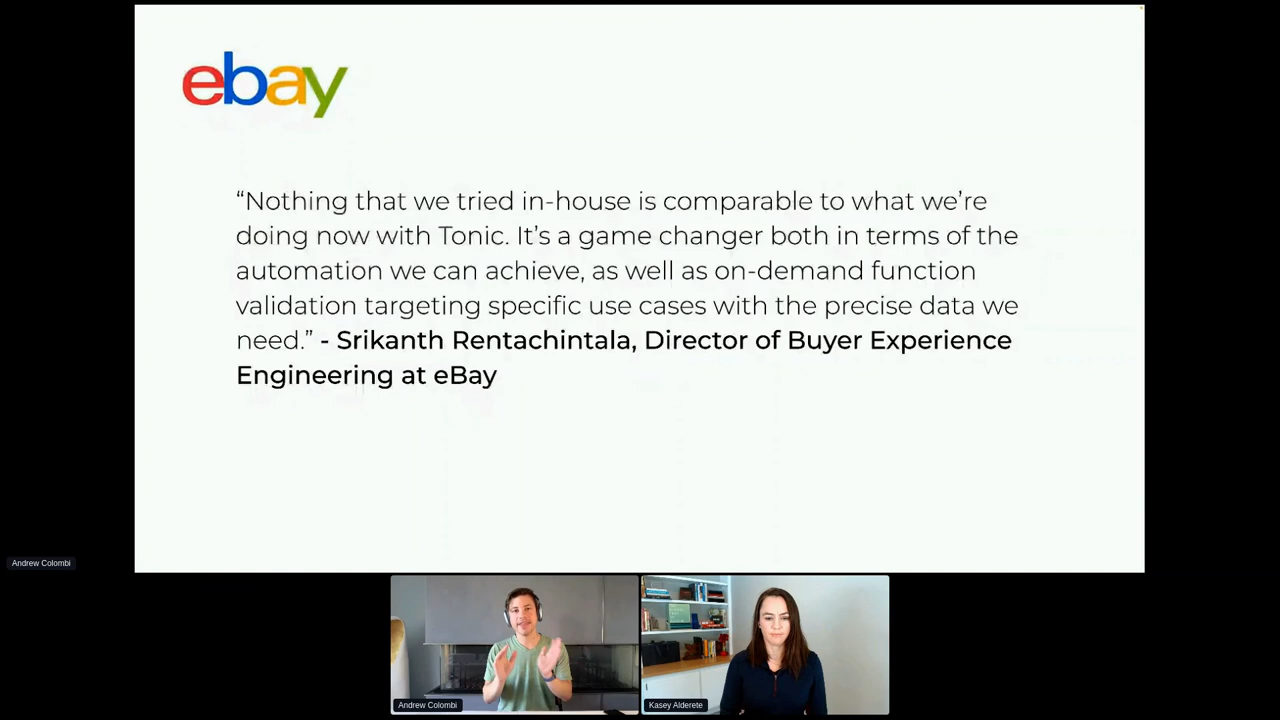 ebay
“Nothing that we tried in-house is comparable to what we’re
doing now with Tonic. It’s a game changer both in terms of the
automation we can achieve, as well as on-demand function
validation targeting specific use cases with the precise data we
need.” - Srikanth Rentachintala, Director of Buyer Experience
Engineering at eBay
Andrew Colombi
Andrew Colombi
Kasey Alderete